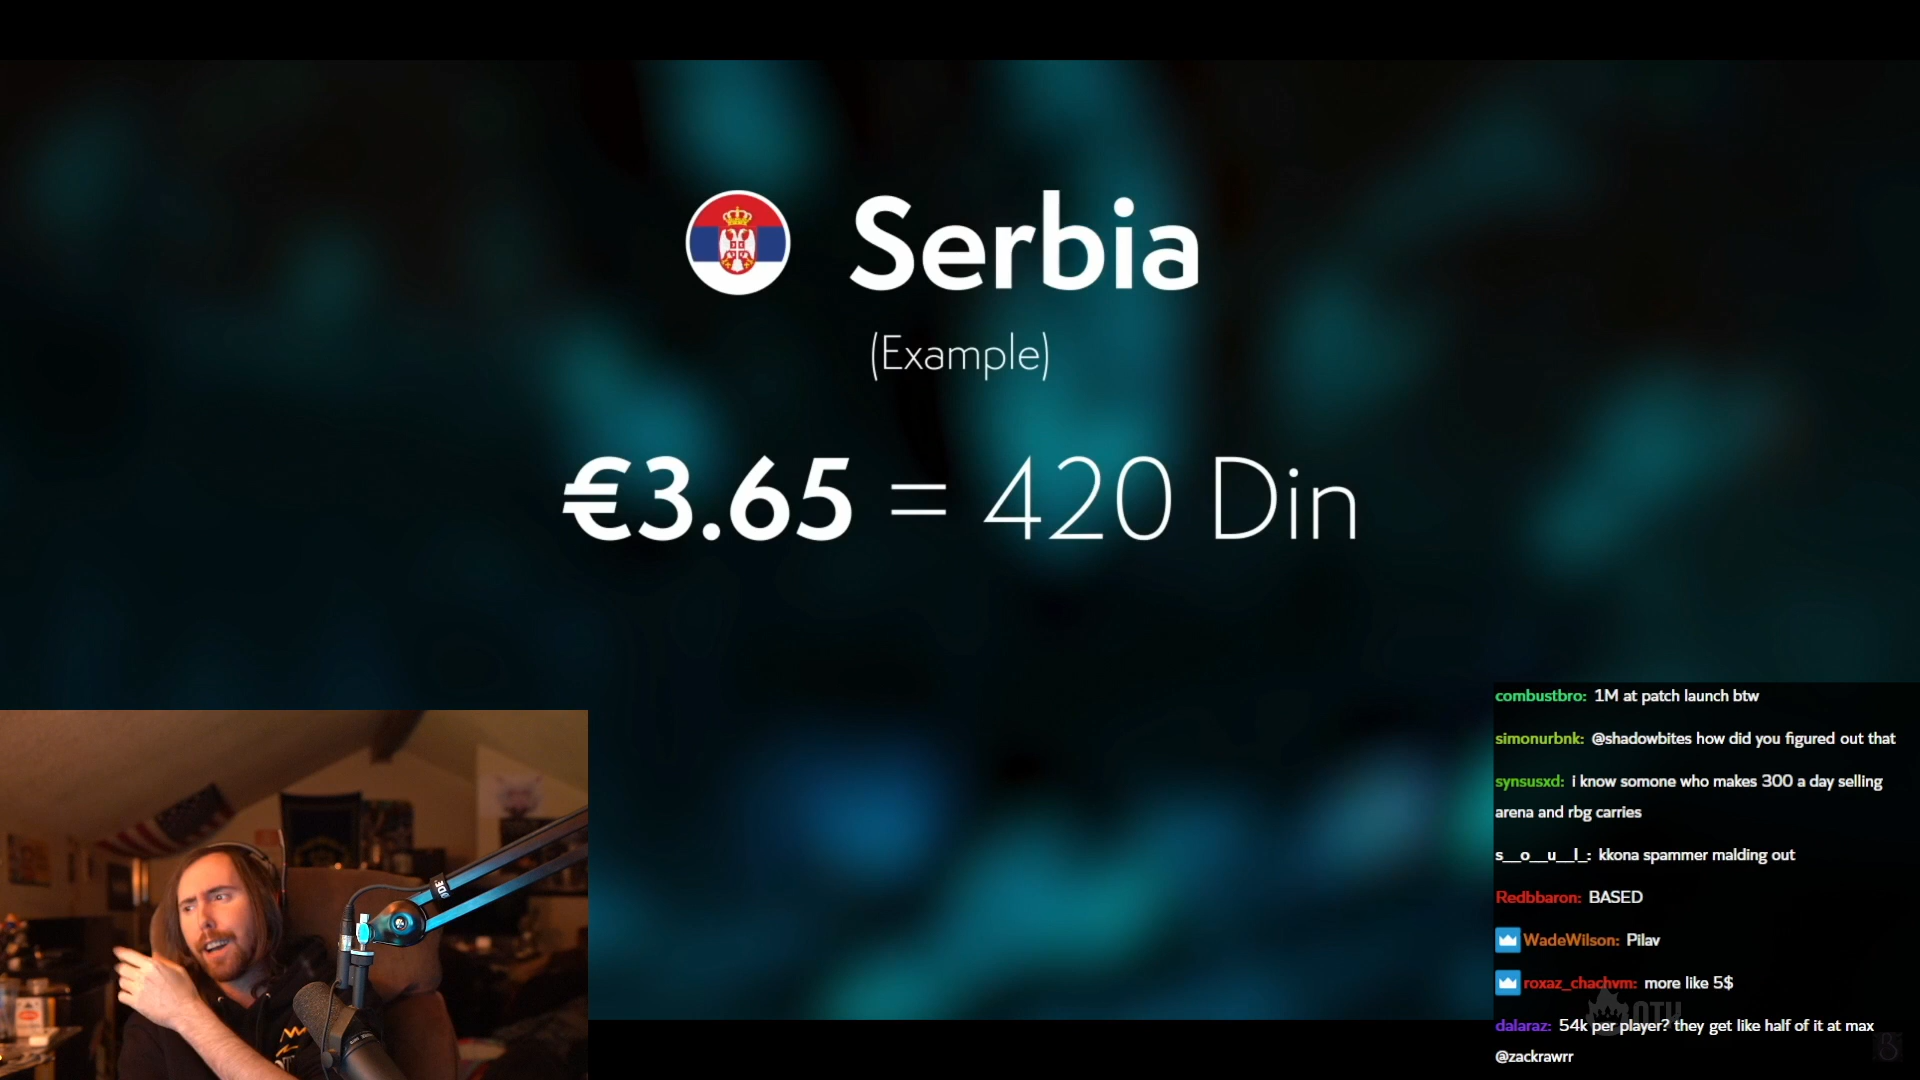 Serbia
(Example)
€3.65 = 420 Din
combustbro: 1M at patch launch btw
simonurbnk: @shadowbites how did you figured out that
synsusxd: i know somone who makes 300 a day selling
arena and rbg carries
s__o__u__l_: kkona spammer malding out
Redbbaron: BASED
WadeWilson: Pilav
roxaz_chachvm: more like 5$
OTK
dalaraz: 54k per player? they get like half of it at max
@zackrawrr